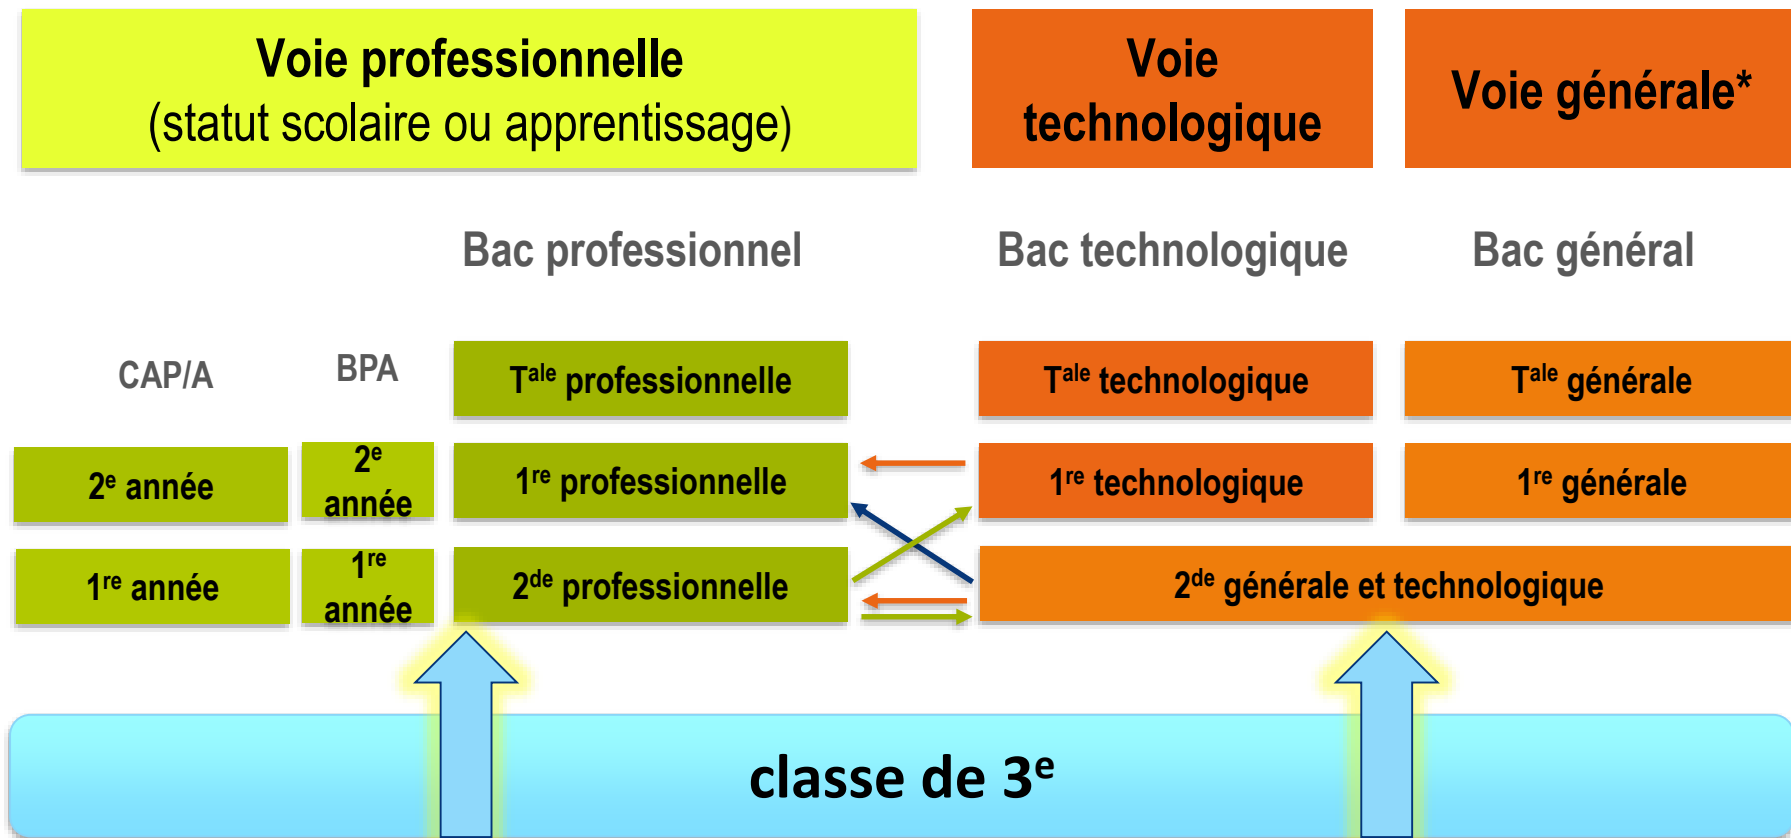 Voie professionnelle
(statut scolaire ou apprentissage)
Voie
technologique
Voie générale*
Bac professionnel
Bac technologique
Bac général
CAP/A
BPA
Tale professionnelle
Tale technologique
Tale générale
2e année
2e
année
1re professionnelle
1re technologique
1re générale
1re année
1re
année
2de professionnelle
2de générale et technologique
classe de 3e